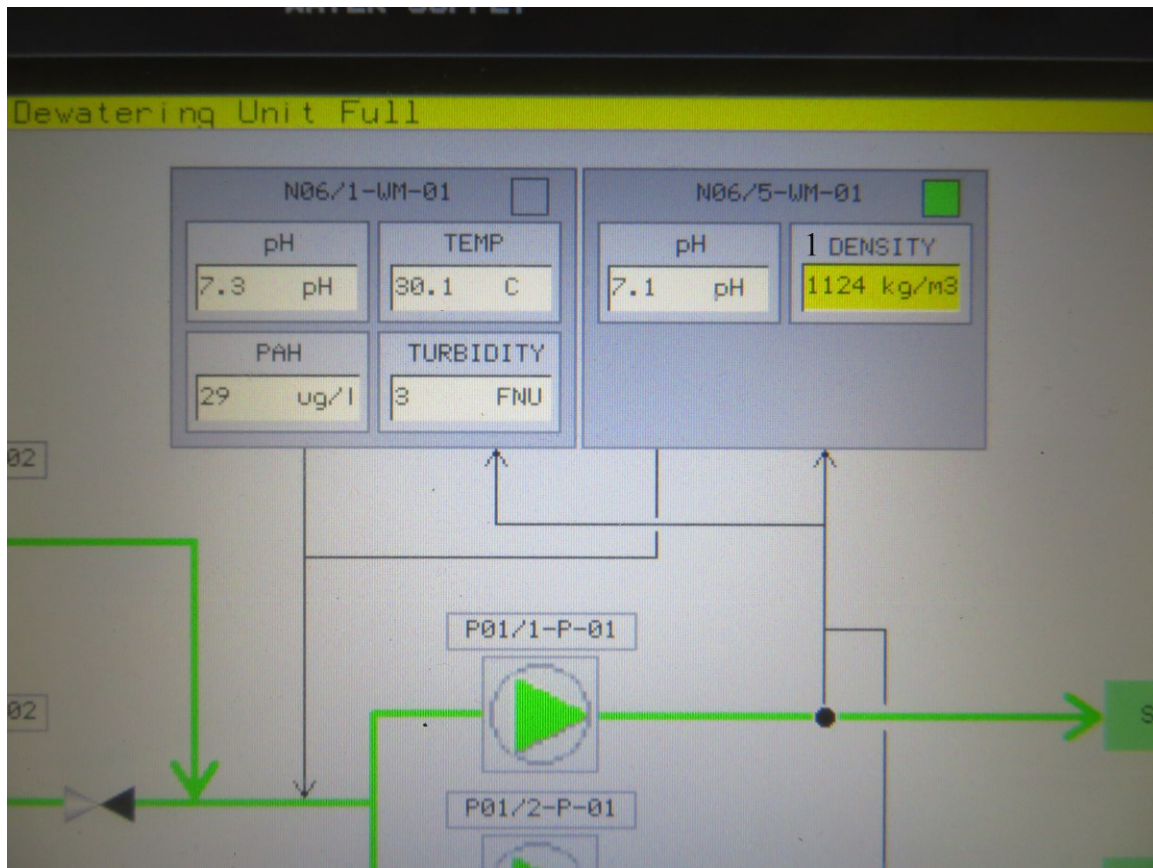 Dewatering Unit Full
N06/1-WM-01
N06/5-WM-01
pH
TEMP
pH
1 DENSITY
7.3 pH
30.1 C
7.1 pH
1124 kg/m3
PAH
TURBIDITY
29 ug/l
3 FNU
02
P01/1-P-01
02
S
P01/2-P-01